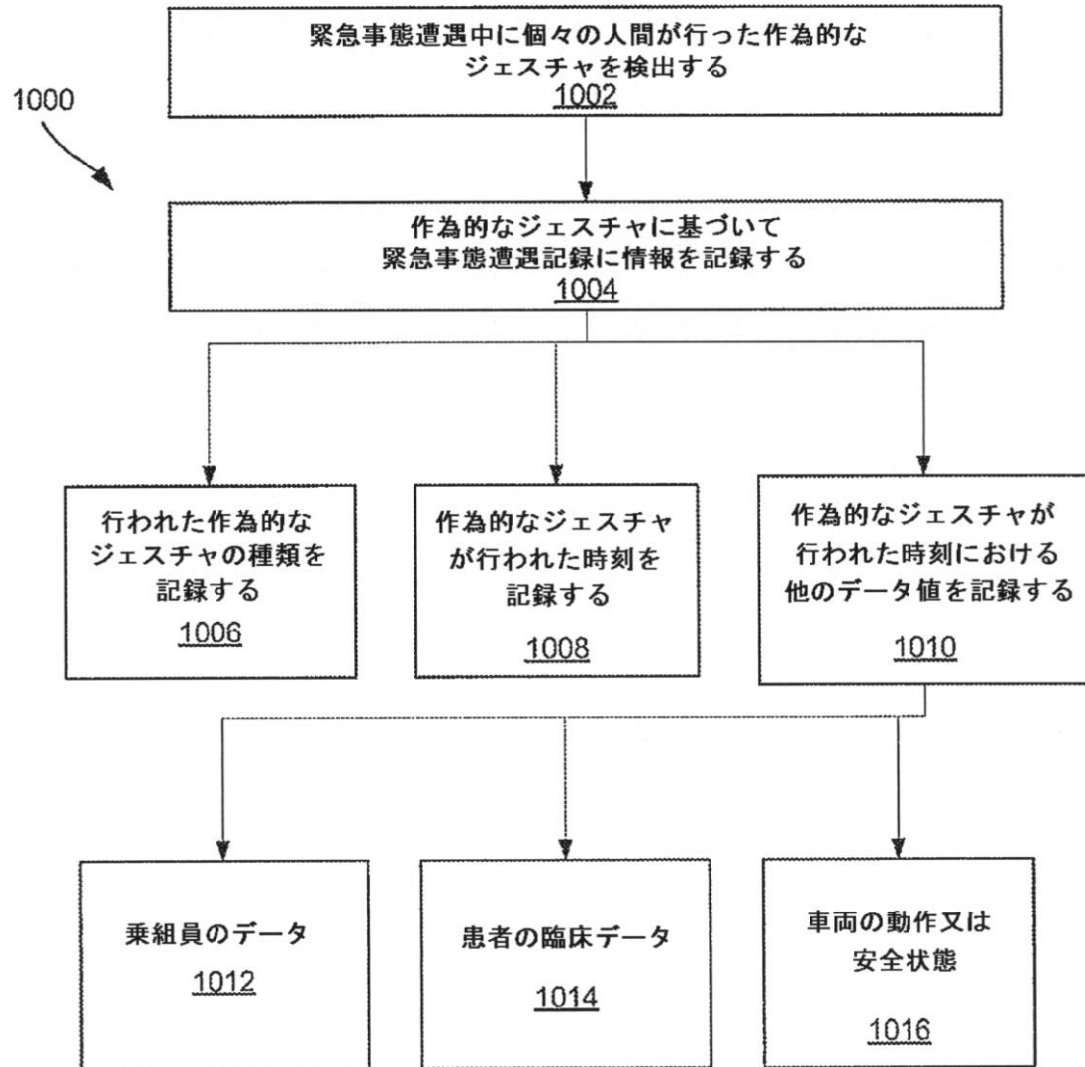 緊急事態遭遇中に個々の人間が行った作為的な
ジェスチャを検出する
1002
1000
作為的なジェスチャに基づいて
緊急事態遭遇記録に情報を記録する
1004
行われた作為的な
ジェスチャの種類を
記録する
1006
作為的なジェスチャ
が行われた時刻を
記録する
1008
作為的なジェスチャが
行われた時刻における
他のデータ値を記録する
1010
乗組員のデータ
1012
患者の臨床データ
1014
車両の動作又は
安全状態
1016